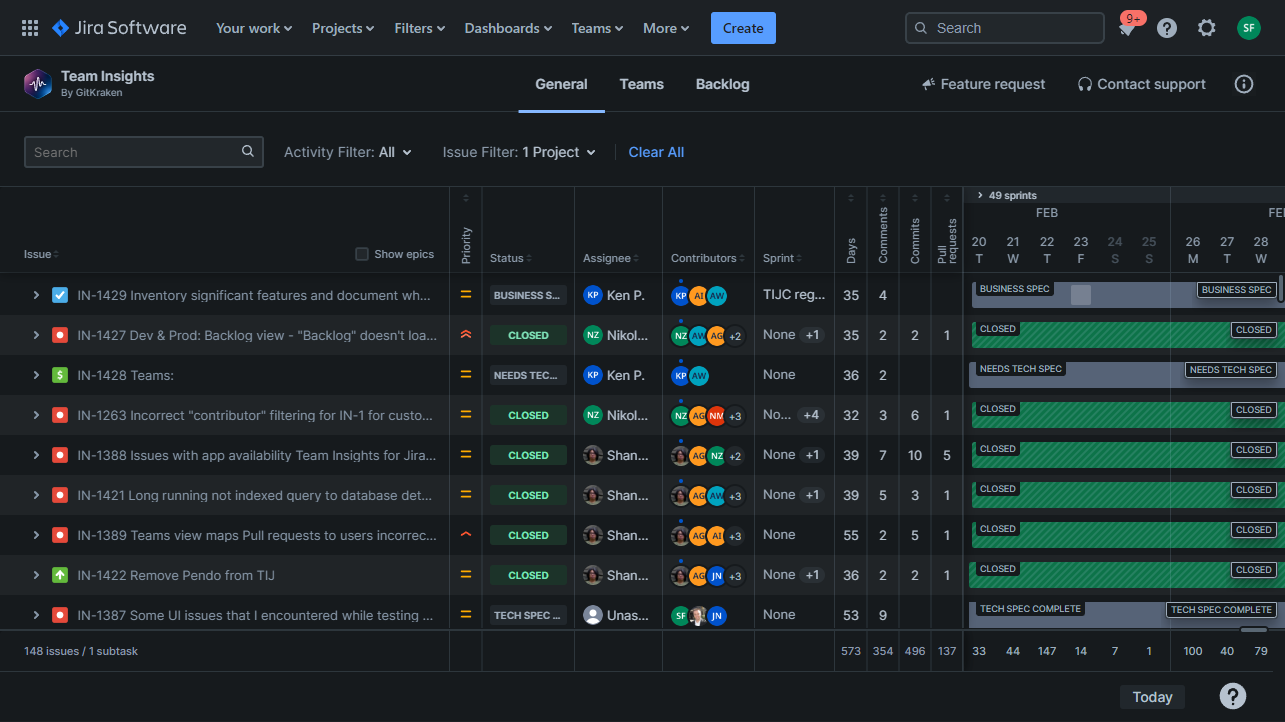 Jira Software Your work Projects Filters Dashboards Teams More Create Search 9+ SF
Team Insights
By GitKraken
General Teams Backlog Feature request Contact support
Search Activity Filter: All Issue Filter: 1 Project Clear All
49 sprints
FEB FE
Issue Show epics Priority Status Assignee Contributors Sprint Days Comments Commits Pull requests
20 21 22 23 24 25 26 27 28
T W T F S S M T W
IN-1429 Inventory significant features and document wh... BUSINESS S... KP Ken P. KP AI AW TIJC reg... 35 4 BUSINESS SPEC BUSINESS SPEC
IN-1427 Dev & Prod: Backlog view - "Backlog" doesn't loa... CLOSED NZ Nikol... NZ AW AG +2 None +1 35 2 2 1 CLOSED CLOSED
IN-1428 Teams: NEEDS TEC... KP Ken P. KP AW None 36 2 NEEDS TECH SPEC NEEDS TECH SPEC
IN-1263 Incorrect "contributor" filtering for IN-1 for custo... CLOSED NZ Nikol... NZ AG NM +3 No... +4 32 3 6 1 CLOSED CLOSED
IN-1388 Issues with app availability Team Insights for Jira... CLOSED Shan... AG NZ +2 None +1 39 7 10 5 CLOSED CLOSED
IN-1421 Long running not indexed query to database det... CLOSED Shan... AG AW +3 None +1 39 5 3 1 CLOSED CLOSED
IN-1389 Teams view maps Pull requests to users incorrec... CLOSED Shan... AG AI +3 None 55 2 5 1 CLOSED CLOSED
IN-1422 Remove Pendo from TIJ CLOSED Shan... AG JN +3 None +1 36 2 2 1 CLOSED CLOSED
IN-1387 Some UI issues that I encountered while testing ... TECH SPEC ... Unas... SF JN None 53 9 TECH SPEC COMPLETE TECH SPEC COMPLETE
148 issues / 1 subtask 573 354 496 137 33 44 147 14 7 1 100 40 79
Today